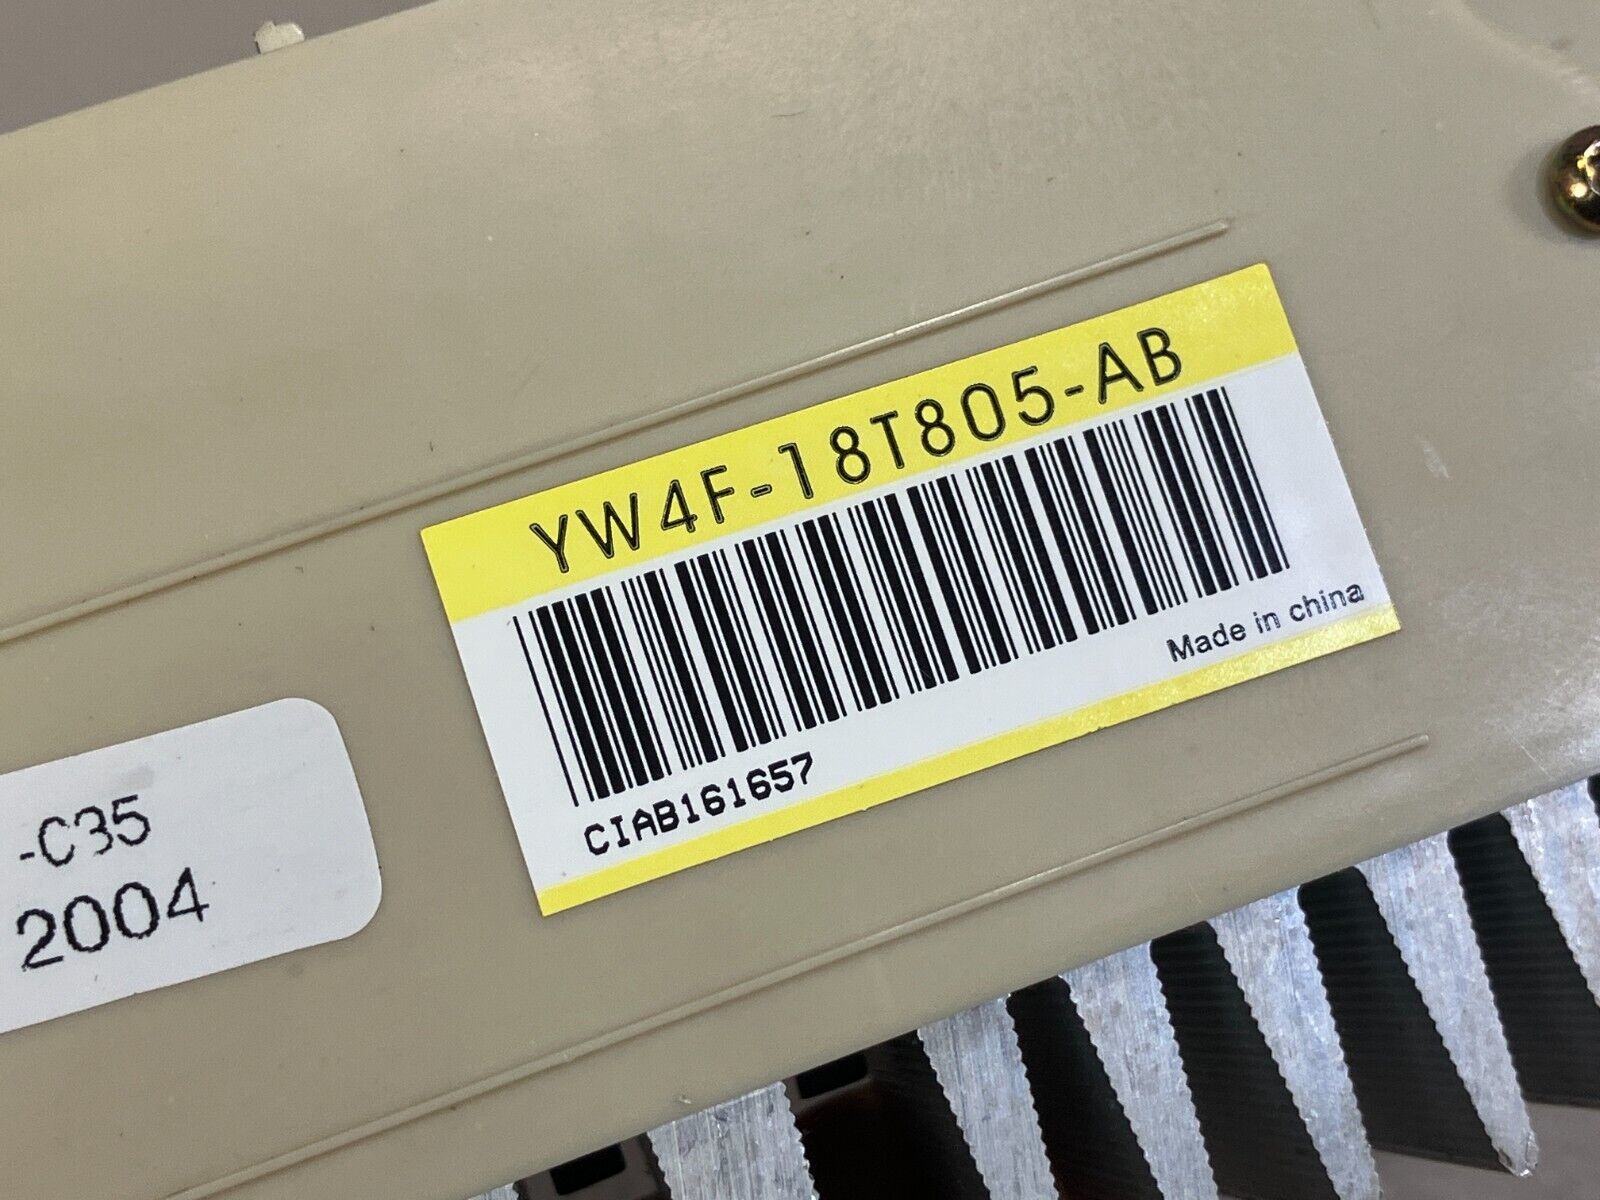 YW4F-18T805-AB
Made in china
CIAB161657
-C35
2004